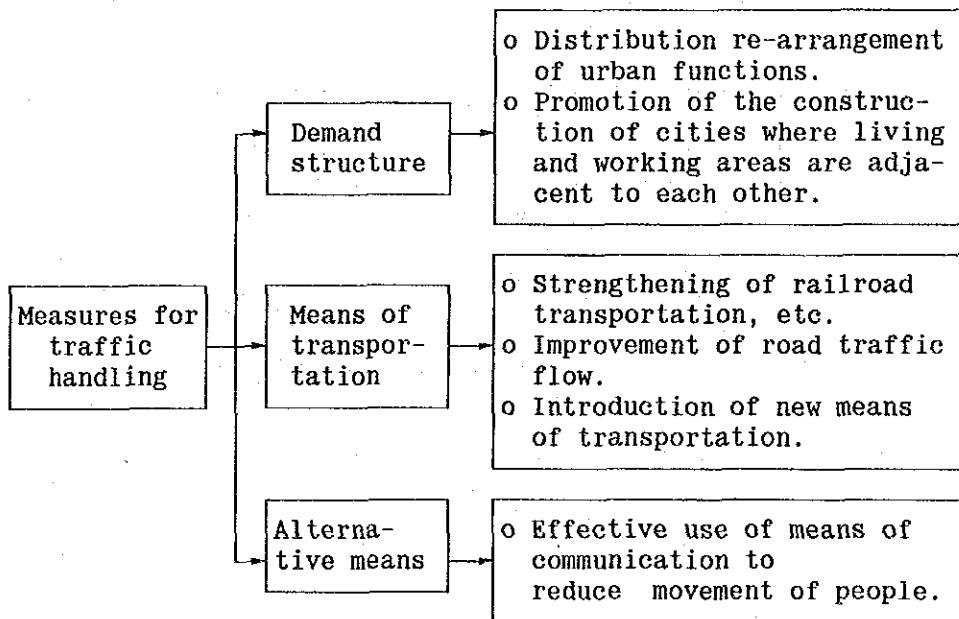 Measures for
traffic
handling
Demand
structure
o Distribution re-arrangement
of urban functions.
o Promotion of the construc-
tion of cities where living
and working areas are adja-
cent to each other.
Means of
transpor-
tation
o Strengthening of railroad
transportation, etc.
o Improvement of road traffic
flow.
o Introduction of new means
of transportation.
Alterna-
tive means
o Effective use of means of
communication to
reduce movement of people.